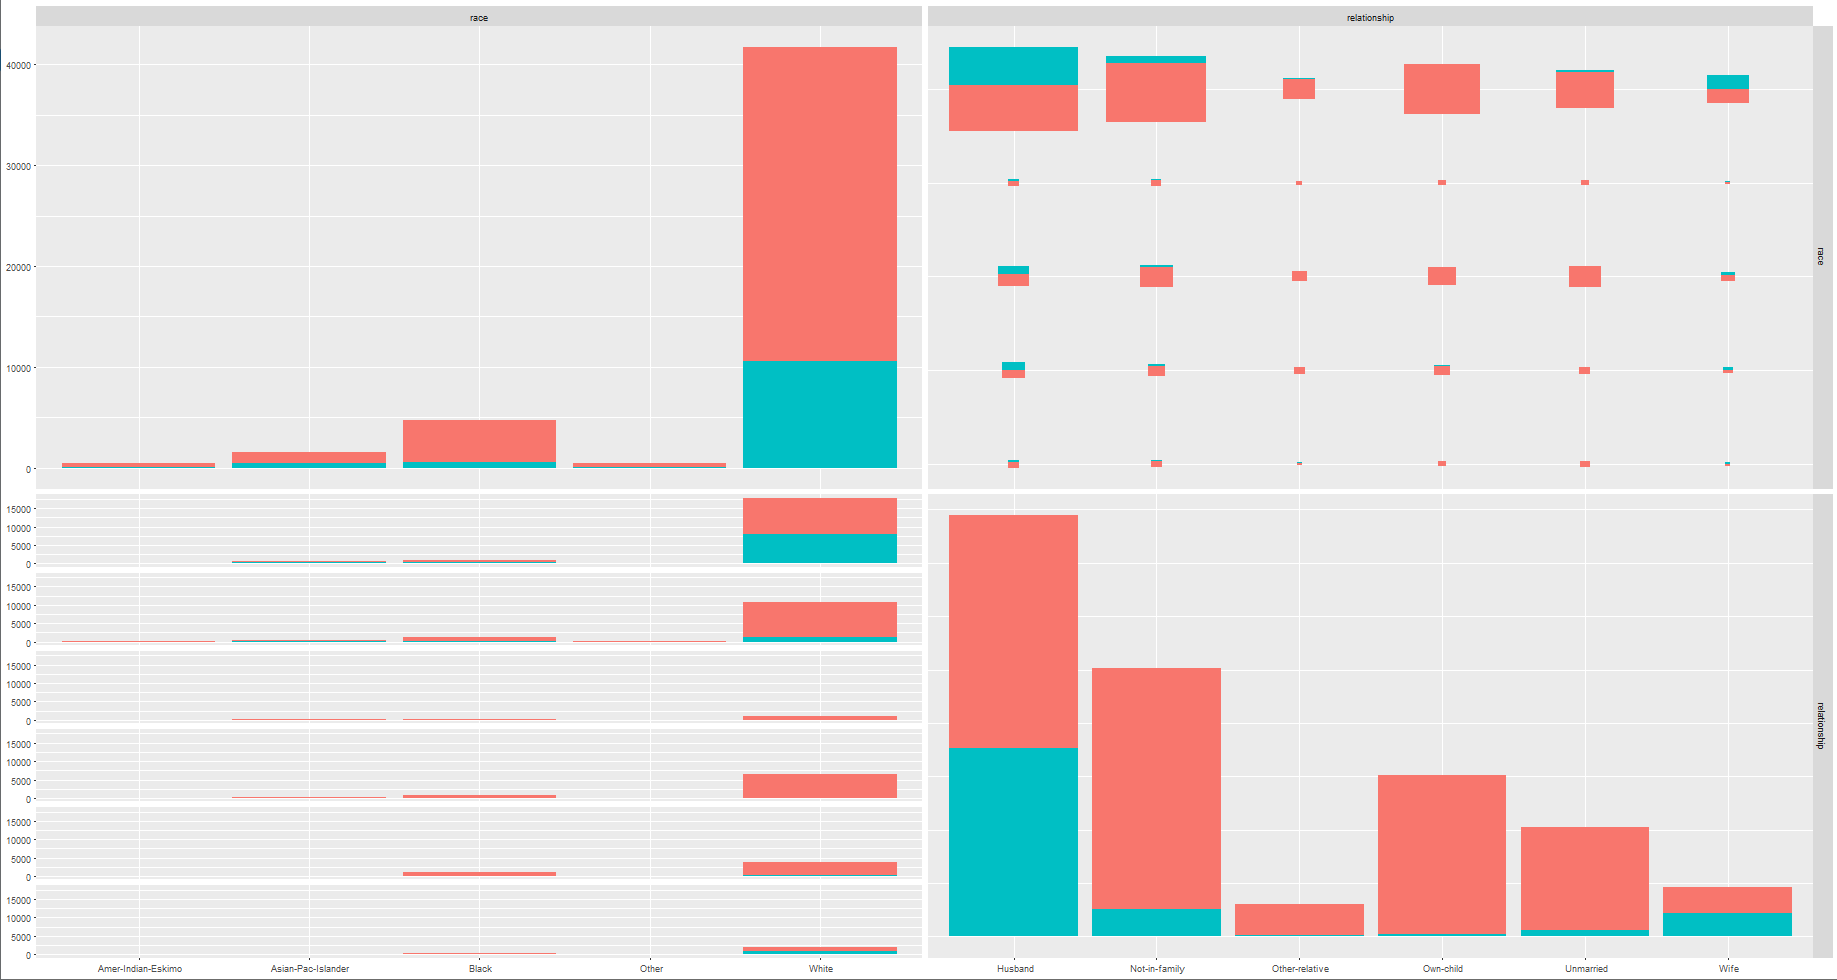 race
relationship
40000
30000
20000
10000
0
race
15000
10000
5000
0
15000
10000
5000
0
15000
10000
5000
0
15000
10000
5000
0
15000
10000
5000
0
15000
10000
5000
0
relationship
Amer-Indian-Eskimo
Asian-Pac-Islander
Black
Other
White
Husband
Not-in-family
Other-relative
Own-child
Unmarried
Wife